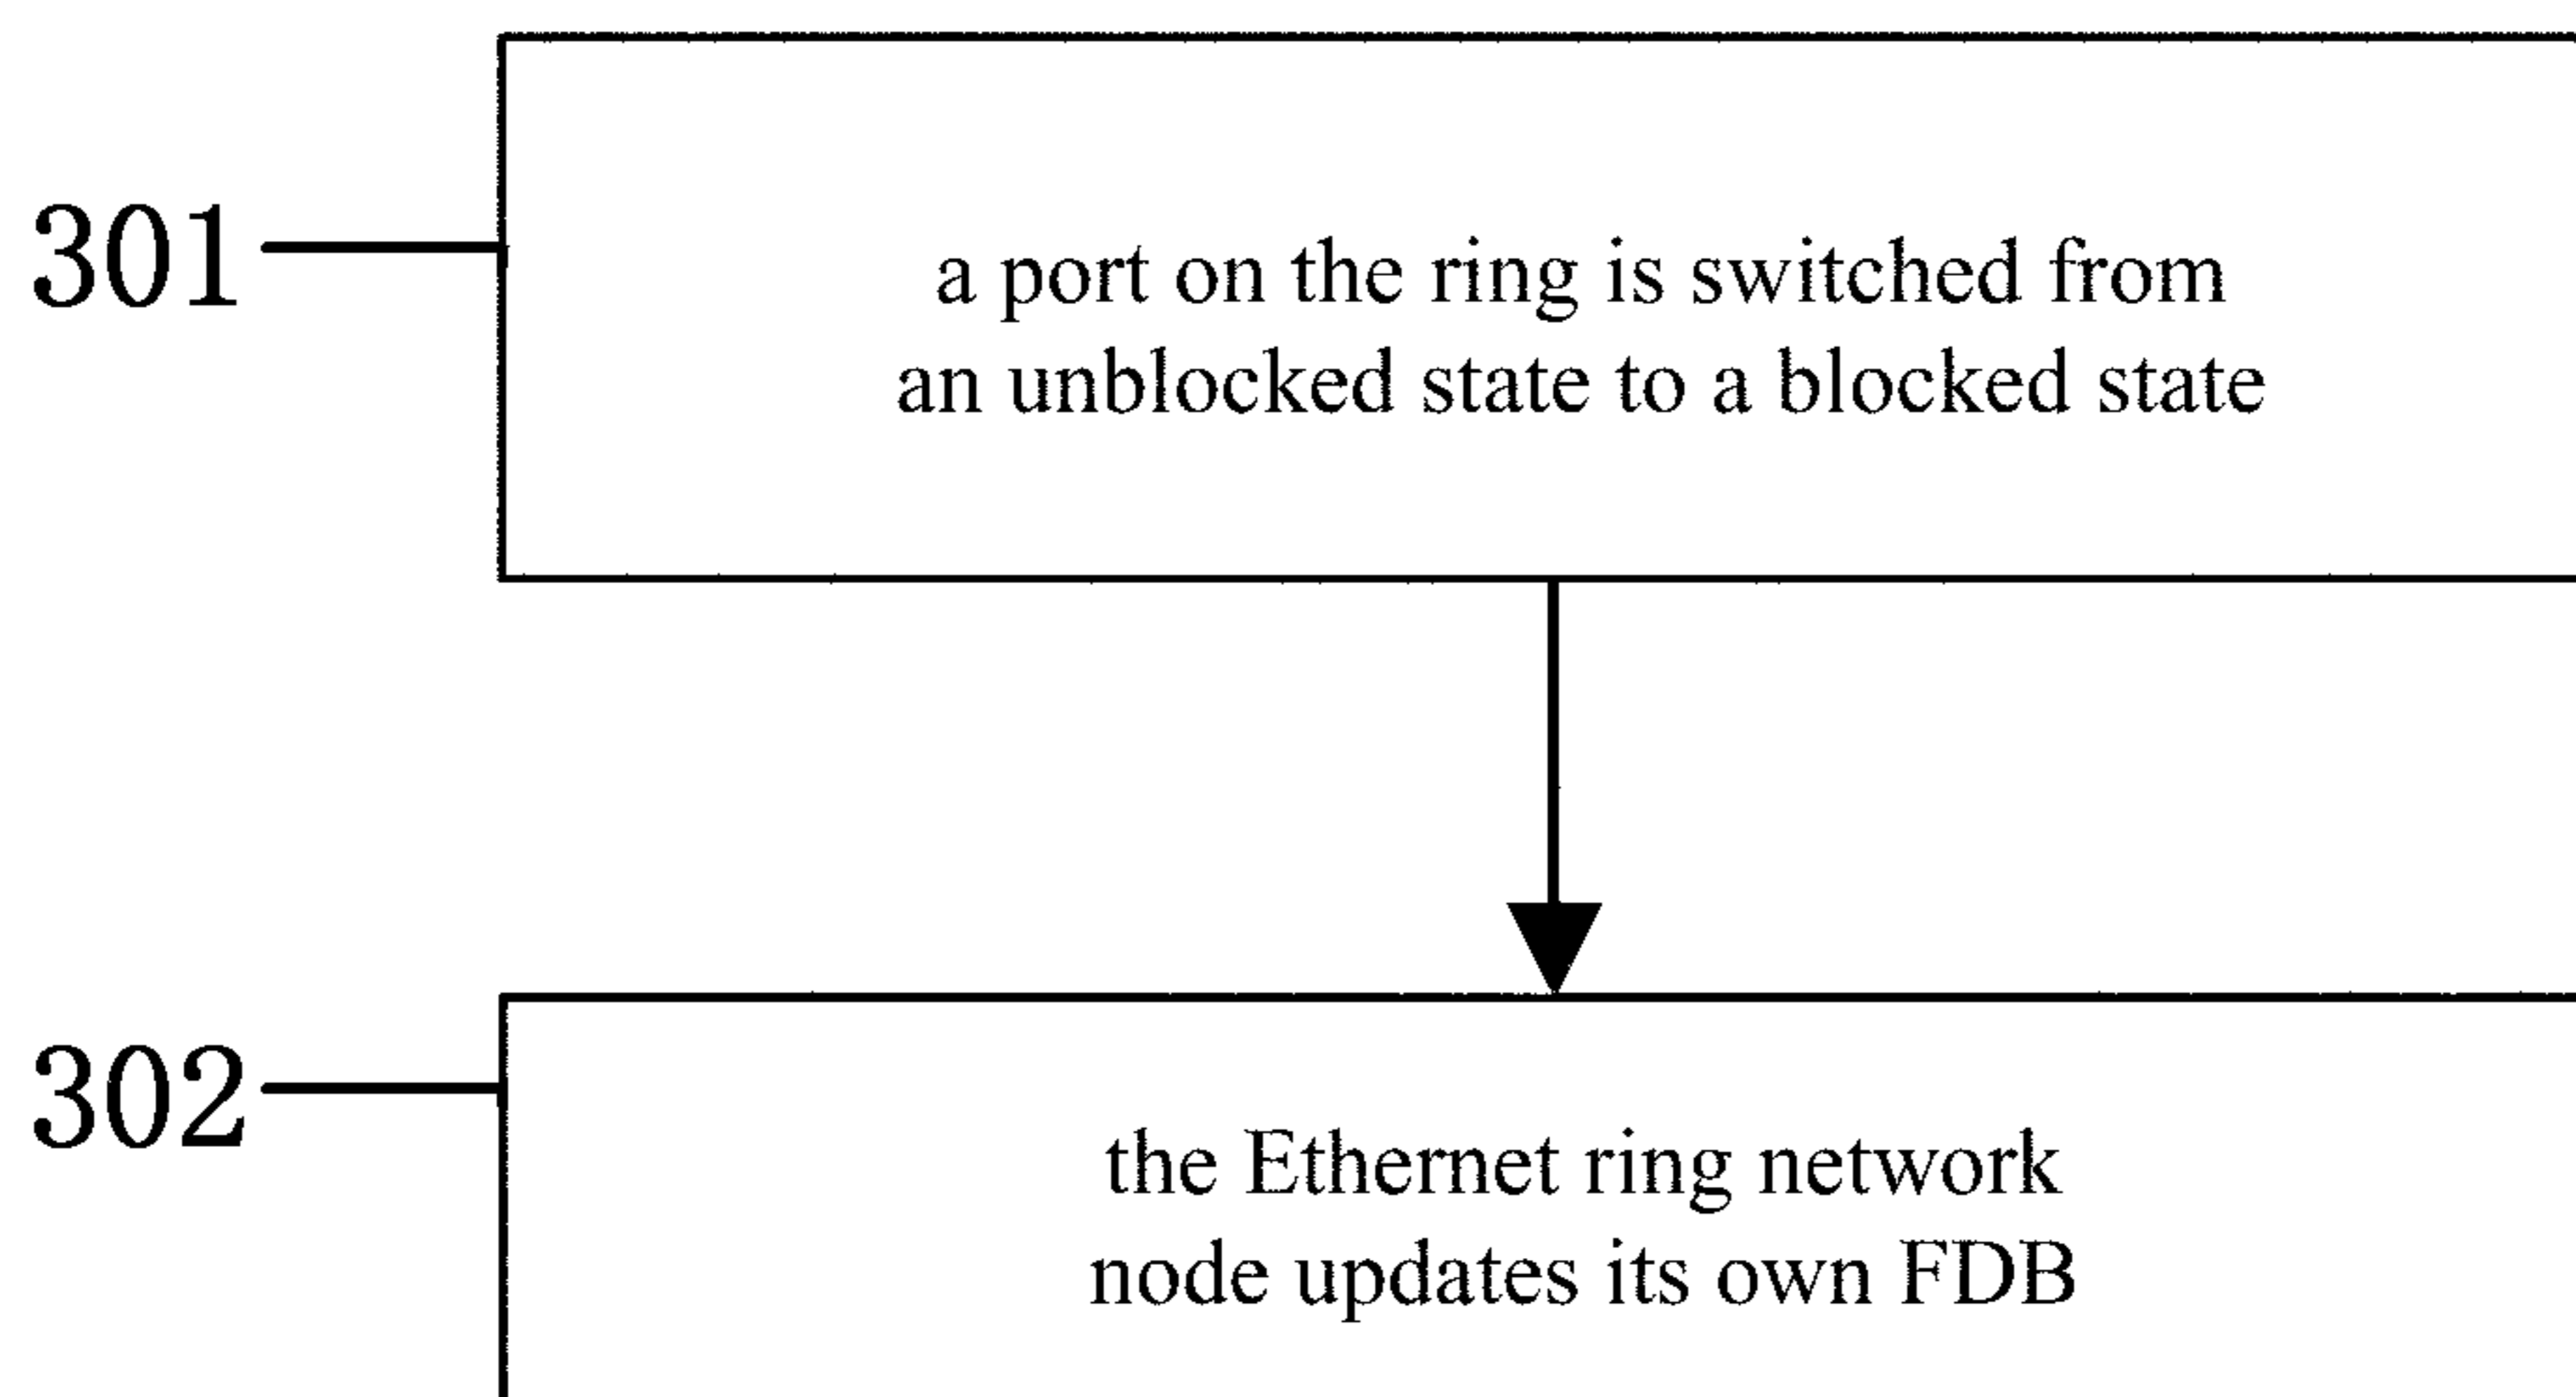 301
a port on the ring is switched from
an unblocked state to a blocked state
302
the Ethernet ring network
node updates its own FDB